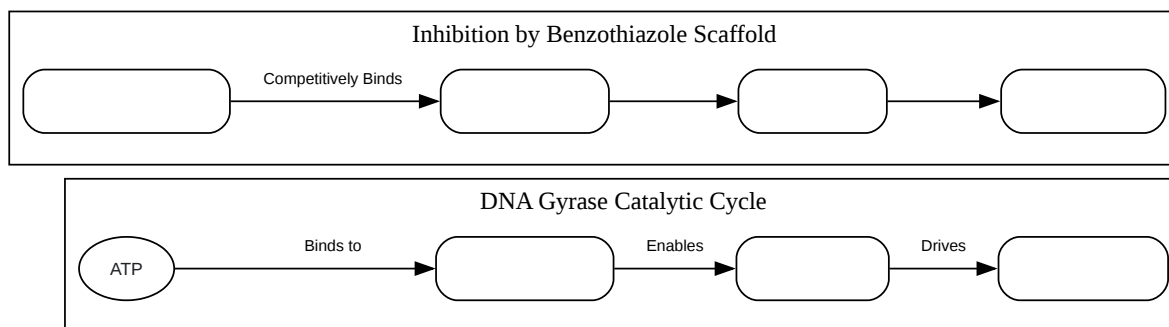 Inhibition by Benzothiazole Scaffold
Competitively Binds
DNA Gyrase Catalytic Cycle
ATP
Binds to
Enables
Drives